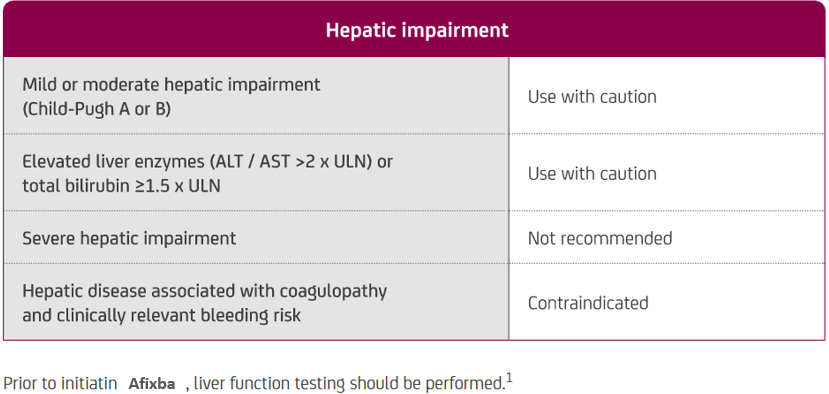 Hepatic impairment
Mild or moderate hepatic impairment
(Child-Pugh A or B)
Use with caution
Elevated liver enzymes (ALT / AST >2 x ULN) or
total bilirubin ≥1.5 x ULN
Use with caution
Severe hepatic impairment
Not recommended
Hepatic disease associated with coagulopathy
and clinically relevant bleeding risk
Contraindicated
Prior to initiatin Afixba , liver function testing should be performed.1